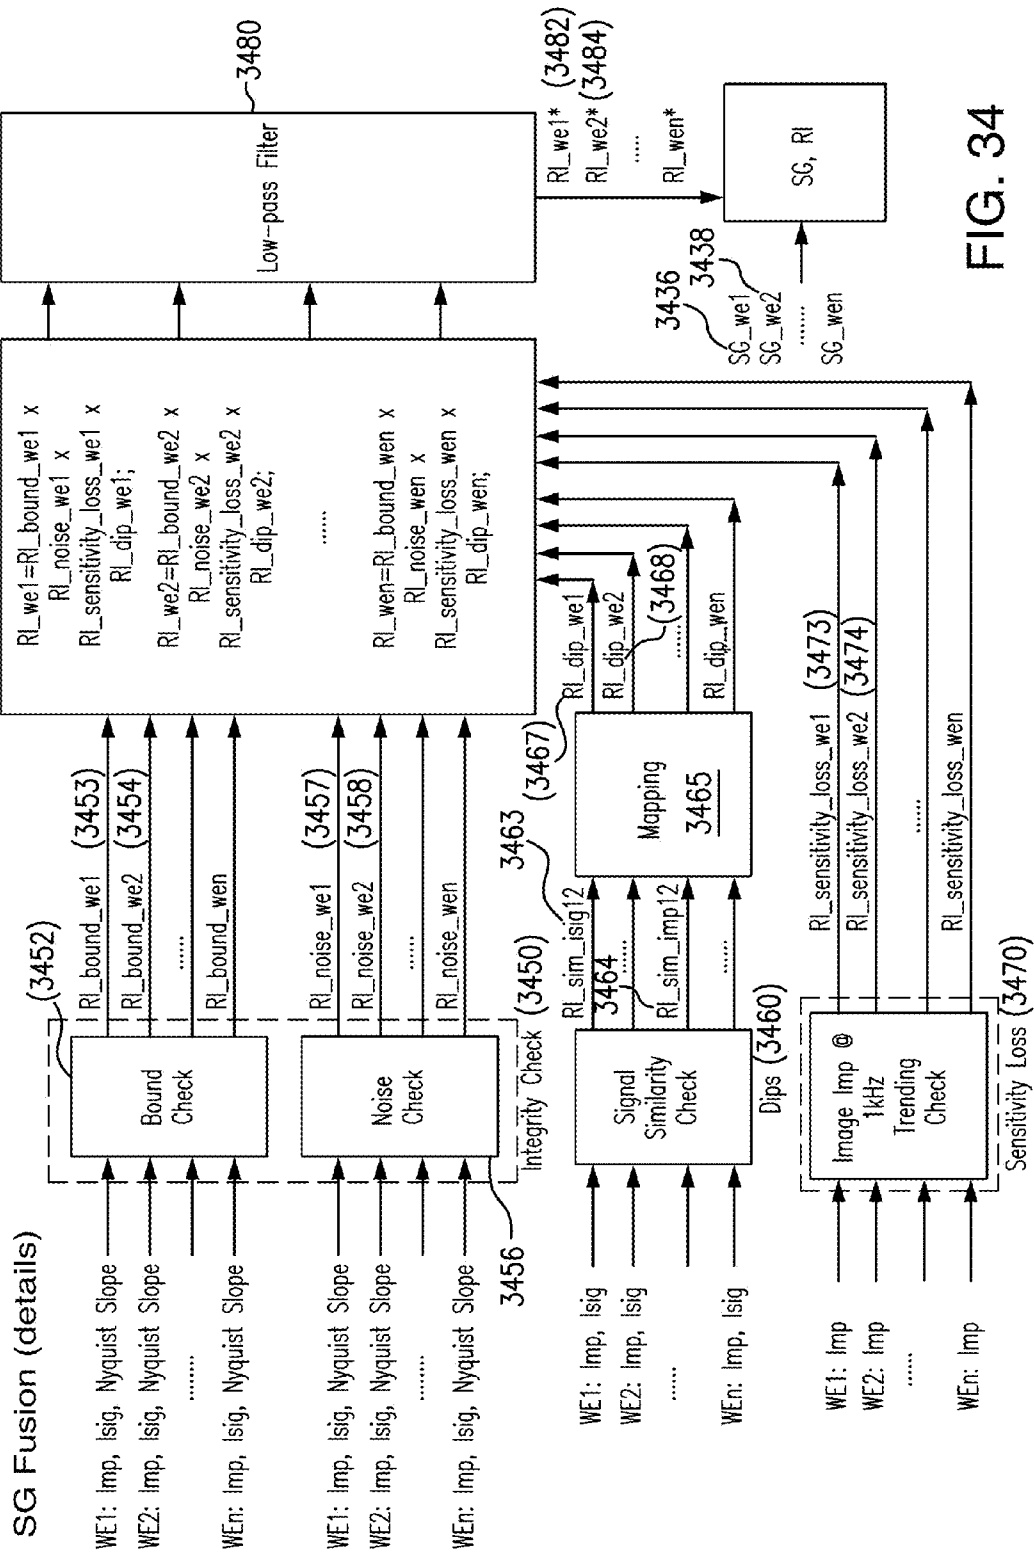 SG Fusion (details)
WE1: Imp, Isig, Nyquist Slope
WE2: Imp, Isig, Nyquist Slope
........
WEn: Imp, Isig, Nyquist Slope
Bound
Check
(3452)
RI_bound_we1 (3453)
RI_bound_we2 (3454)
......
RI_bound_wen
WE1: Imp, Isig, Nyquist Slope
WE2: Imp, Isig, Nyquist Slope
........
WEn: Imp, Isig, Nyquist Slope
Noise
Check
3456
Integrity Check (3450)
RI_noise_we1 (3457)
RI_noise_we2 (3458)
......
RI_noise_wen
WE1: Imp, Isig
WE2: Imp, Isig
......
WEn: Imp, Isig
Signal
Similarity
Check
Dips (3460)
RI_sim_isig12
3463
......
3464
RI_sim_imp12
......
Mapping
3465
RI_dip_we1
(3467)
RI_dip_we2
(3468)
......
RI_dip_wen
WE1: Imp
WE2: Imp
......
WEn: Imp
Image Imp @
1kHz
Trending
Check
Sensitivity Loss (3470)
RI_sensitivity_loss_we1 (3473)
RI_sensitivity_loss_we2 (3474)
......
RI_sensitivity_loss_wen
RI_we1=RI_bound_we1 x
RI_noise_we1 x
RI_sensitivity_loss_we1 x
RI_dip_we1;
RI_we2=RI_bound_we2 x
RI_noise_we2 x
RI_sensitivity_loss_we2 x
RI_dip_we2;
......
RI_wen=RI_bound_wen x
RI_noise_wen x
RI_sensitivity_loss_wen x
RI_dip_wen;
Low-pass Filter
3480
RI_we1* (3482)
RI_we2* (3484)
.....
RI_wen*
3436
3438
SG_we1
SG_we2
......
SG_wen
SG, RI
FIG. 34